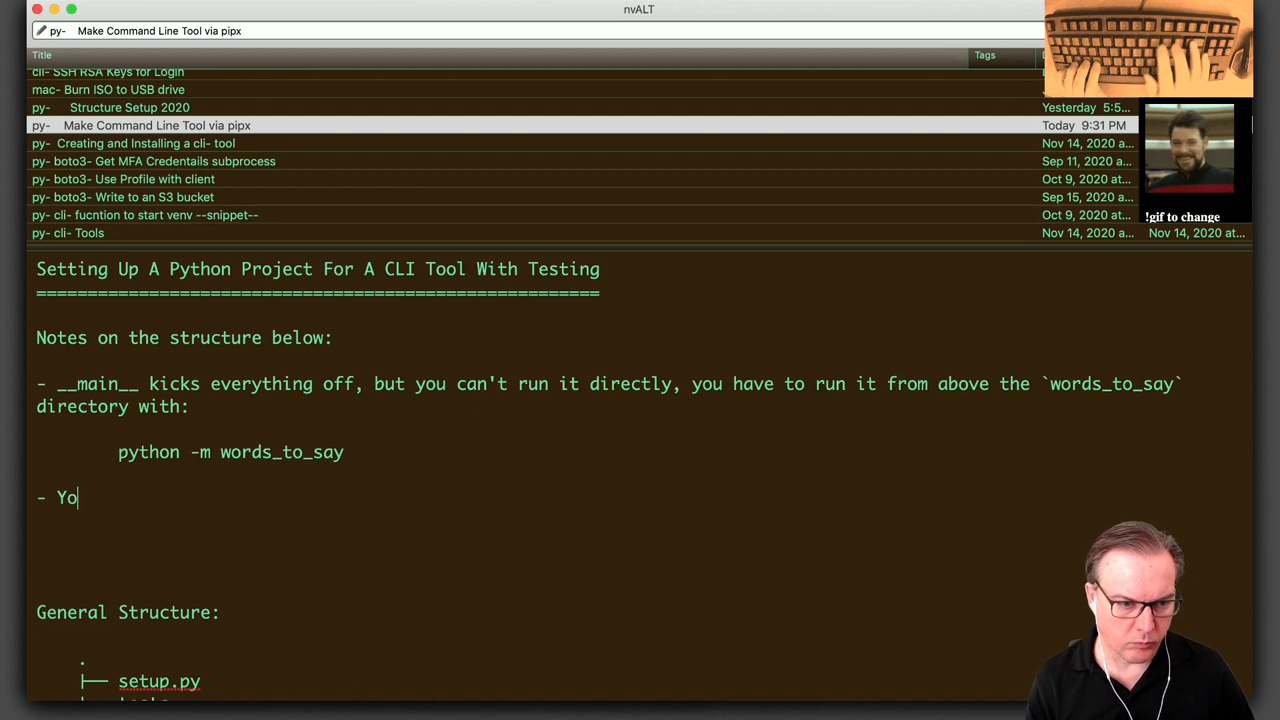 nvALT
py- Make Command Line Tool via pipx
Title Tags
cli- SSH RSA Keys for Login
mac- Burn ISO to USB drive
py- Structure Setup 2020 Yesterday 5:5...
py- Make Command Line Tool via pipx Today 9:31 PM
py- Creating and Installing a cli- tool Nov 14, 2020 a...
py- boto3- Get MFA Credentails subprocess Sep 11, 2020 a...
py- boto3- Use Profile with client Oct 9, 2020 at...
py- boto3- Write to an S3 bucket Sep 15, 2020 a...
py- cli- fucntion to start venv --snippet-- Oct 9, 2020 at...
!gif to change
py- cli- Tools Nov 14, 2020 a... Nov 14, 2020 at...
Setting Up A Python Project For A CLI Tool With Testing
=======================================================
Notes on the structure below:
- __main__ kicks everything off, but you can't run it directly, you have to run it from above the `words_to_say`
directory with:
python -m words_to_say
- Yo
General Structure:
.
├── setup.py